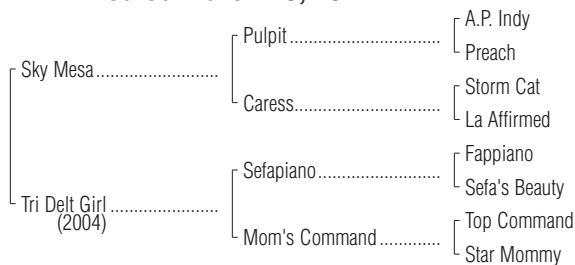 A.P. Indy
Pulpit.......................................
Preach
Sky Mesa...............................
Storm Cat
Caress......................................
La Affirmed
Fappiano
Sefapiano................................
Sefa's Beauty
Tri Delt Girl ...........................
(2004)
Top Command
Mom's Command ..................
Star Mommy